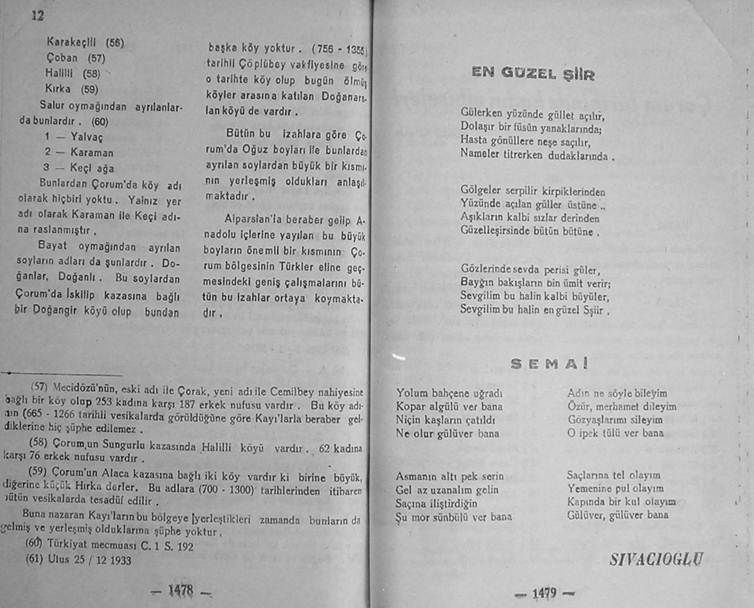 12
Karakeçili (56)
Çoban (57)
Halilli (58)
Kırka (59)
Salur oymağından ayrılanlar-
da bunlardır . (60)
1 — Yalvaç
2 — Karaman
3 — Keçi ağa
Bunlardan Çorum'da köy adı
olarak hiçbiri yoktu . Yalnız yer
adı olarak Karaman ile Keçi adı-
na raslanmıştır .
Bayat oymağından ayrılan
soyların adları da şunlardır . Do-
ğanlar, Doğanlı . Bu soylardan
Çorum'da İskilip kazasına bağlı
bir Doğangir köyü olup bundan
başka köy yoktur . (756 - 1355)
tarihli Çöplübey vakfiyesine göre
o tarihte köy olup bugün ölmüş
köyler arasına katılan Doğanars-
lan köyü de vardır .
Bütün bu izahlara göre Ço-
rum'da Oğuz boyları ile bunlardan
ayrılan soylardan büyük bir kısmı-
nın yerleşmiş oldukları anlaşıl-
maktadır .
Alparslan'la beraber gelip A-
nadolu içlerine yayılan bu büyük
boyların önemli bir kısmının Ço-
rum bölgesinin Türkler eline geç-
mesindeki geniş çalışmalarını bü-
tün bu izahlar ortaya koymakta-
dır .
(57) Mecidözü'nün, eski adı ile Çorak, yeni adı ile Cemilbey nahiyesine
bağlı bir köy olup 253 kadına karşı 187 erkek nufusu vardır . Bu köy adı-
nın (665 - 1266 tarihli vesikalarda görüldüğüne göre Kayı'larla beraber gel-
diklerine hiç şüphe edilemez .
(58) Çorum,un Sungurlu kazasında Halilli köyü vardır . 62 kadına
karşı 76 erkek nufusu vardır .
(59) Çorum'un Alaca kazasına bağlı iki köy vardır ki birine büyük,
diğerine küçük Hırka derler. Bu adlara (700 - 1300) tarihlerinden itibaren
bütün vesikalarda tesadüf edilir .
Buna nazaran Kayı'ların bu bölgeye yerleştikleri zamanda bunların da
gelmiş ve yerleşmiş olduklarına şüphe yoktur .
(60) Türkiyat mecmuası C. 1 S. 192
(61) Ulus 25 / 12 1933
— 1478 —
EN GÜZEL ŞİİR
Gülerken yüzünde güllet açılır,
Dolaşır bir füsün yanaklarında;
Hasta gönüllere neşe saçılır,
Nameler titrerken dudaklarında .
Gölgeler serpilir kirpiklerinden
Yüzünde açılan güller üstüne ..
Aşıkların kalbi sızlar derinden
Güzelleşirsinde bütün bütüne .
Gözlerinde sevda perisi güler,
Baygın bakışların bin ümit verir;
Sevgilim bu halin kalbi büyüler,
Sevgilim bu halin en güzel Sşiir .
SEMAİ
Yolum bahçene uğradı
Kopar algülü ver bana
Niçin kaşların çatıldı
Ne olur gülüver bana
Asmanın altı pek serin
Gel az uzanalım gelin
Saçına iliştirdiğin
Şu mor sünbülü ver bana
Adın ne söyle bileyim
Özür, merhamet dileyim
Gözyaşlarımı sileyim
O ipek tülü ver bana
Saçlarına tel olayım
Yemenine pul olayım
Kapında bir kul olayım
Gülüver, gülüver bana
SIVACIOĞLU
— 1479 —